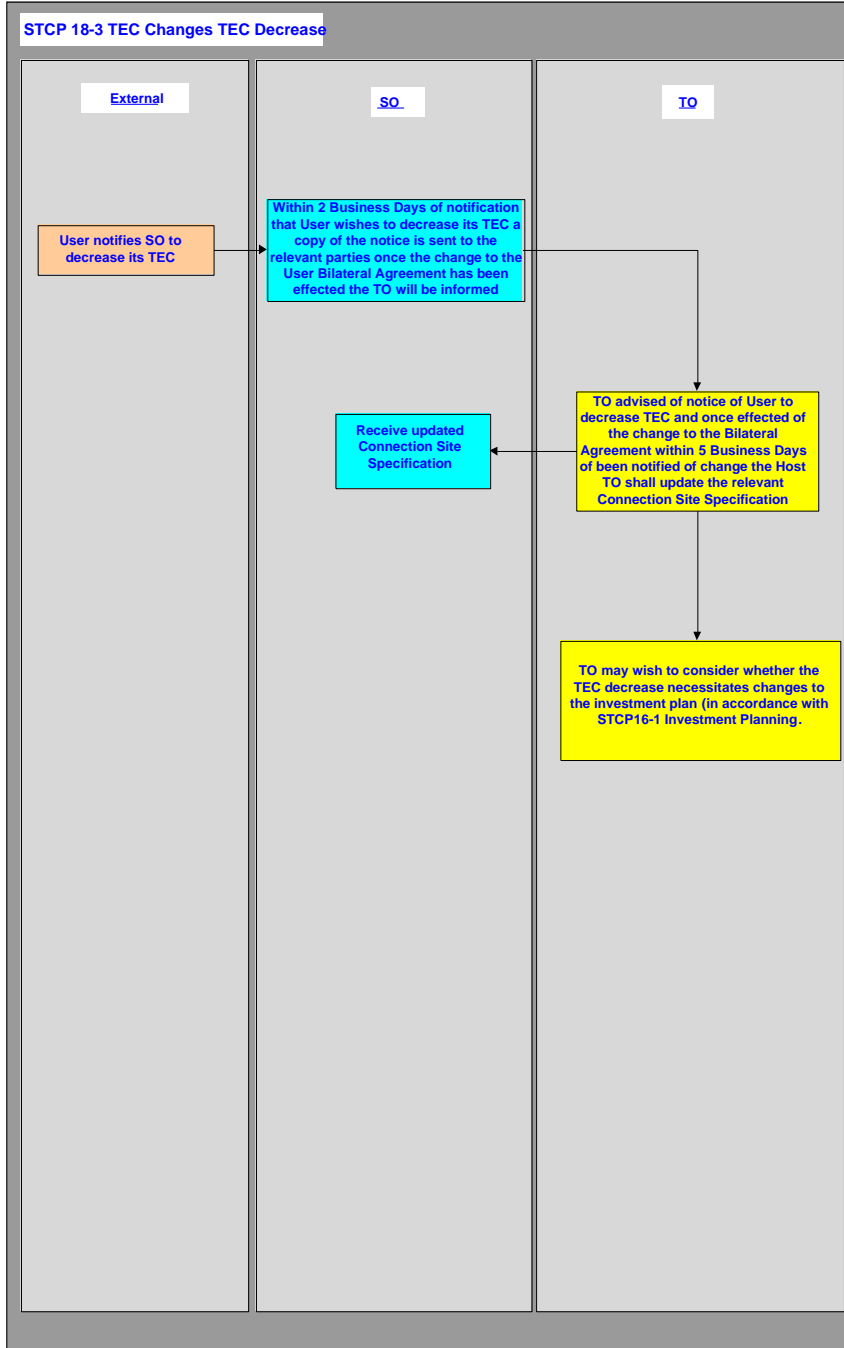 STCP 18-3 TEC Changes TEC Decrease
External
SO
TO
User notifies SO to
decrease its TEC
Within 2 Business Days of notification
that User wishes to decrease its TEC a
copy of the notice is sent to the
relevant parties once the change to the
User Bilateral Agreement has been
effected the TO will be informed
TO advised of notice of User to
decrease TEC and once effected of
the change to the Bilateral
Agreement within 5 Business Days
of been notified of change the Host
TO shall update the relevant
Connection Site Specification
Receive updated
Connection Site
Specification
TO may wish to consider whether the
TEC decrease necessitates changes to
the investment plan (in accordance with
STCP16-1 Investment Planning.